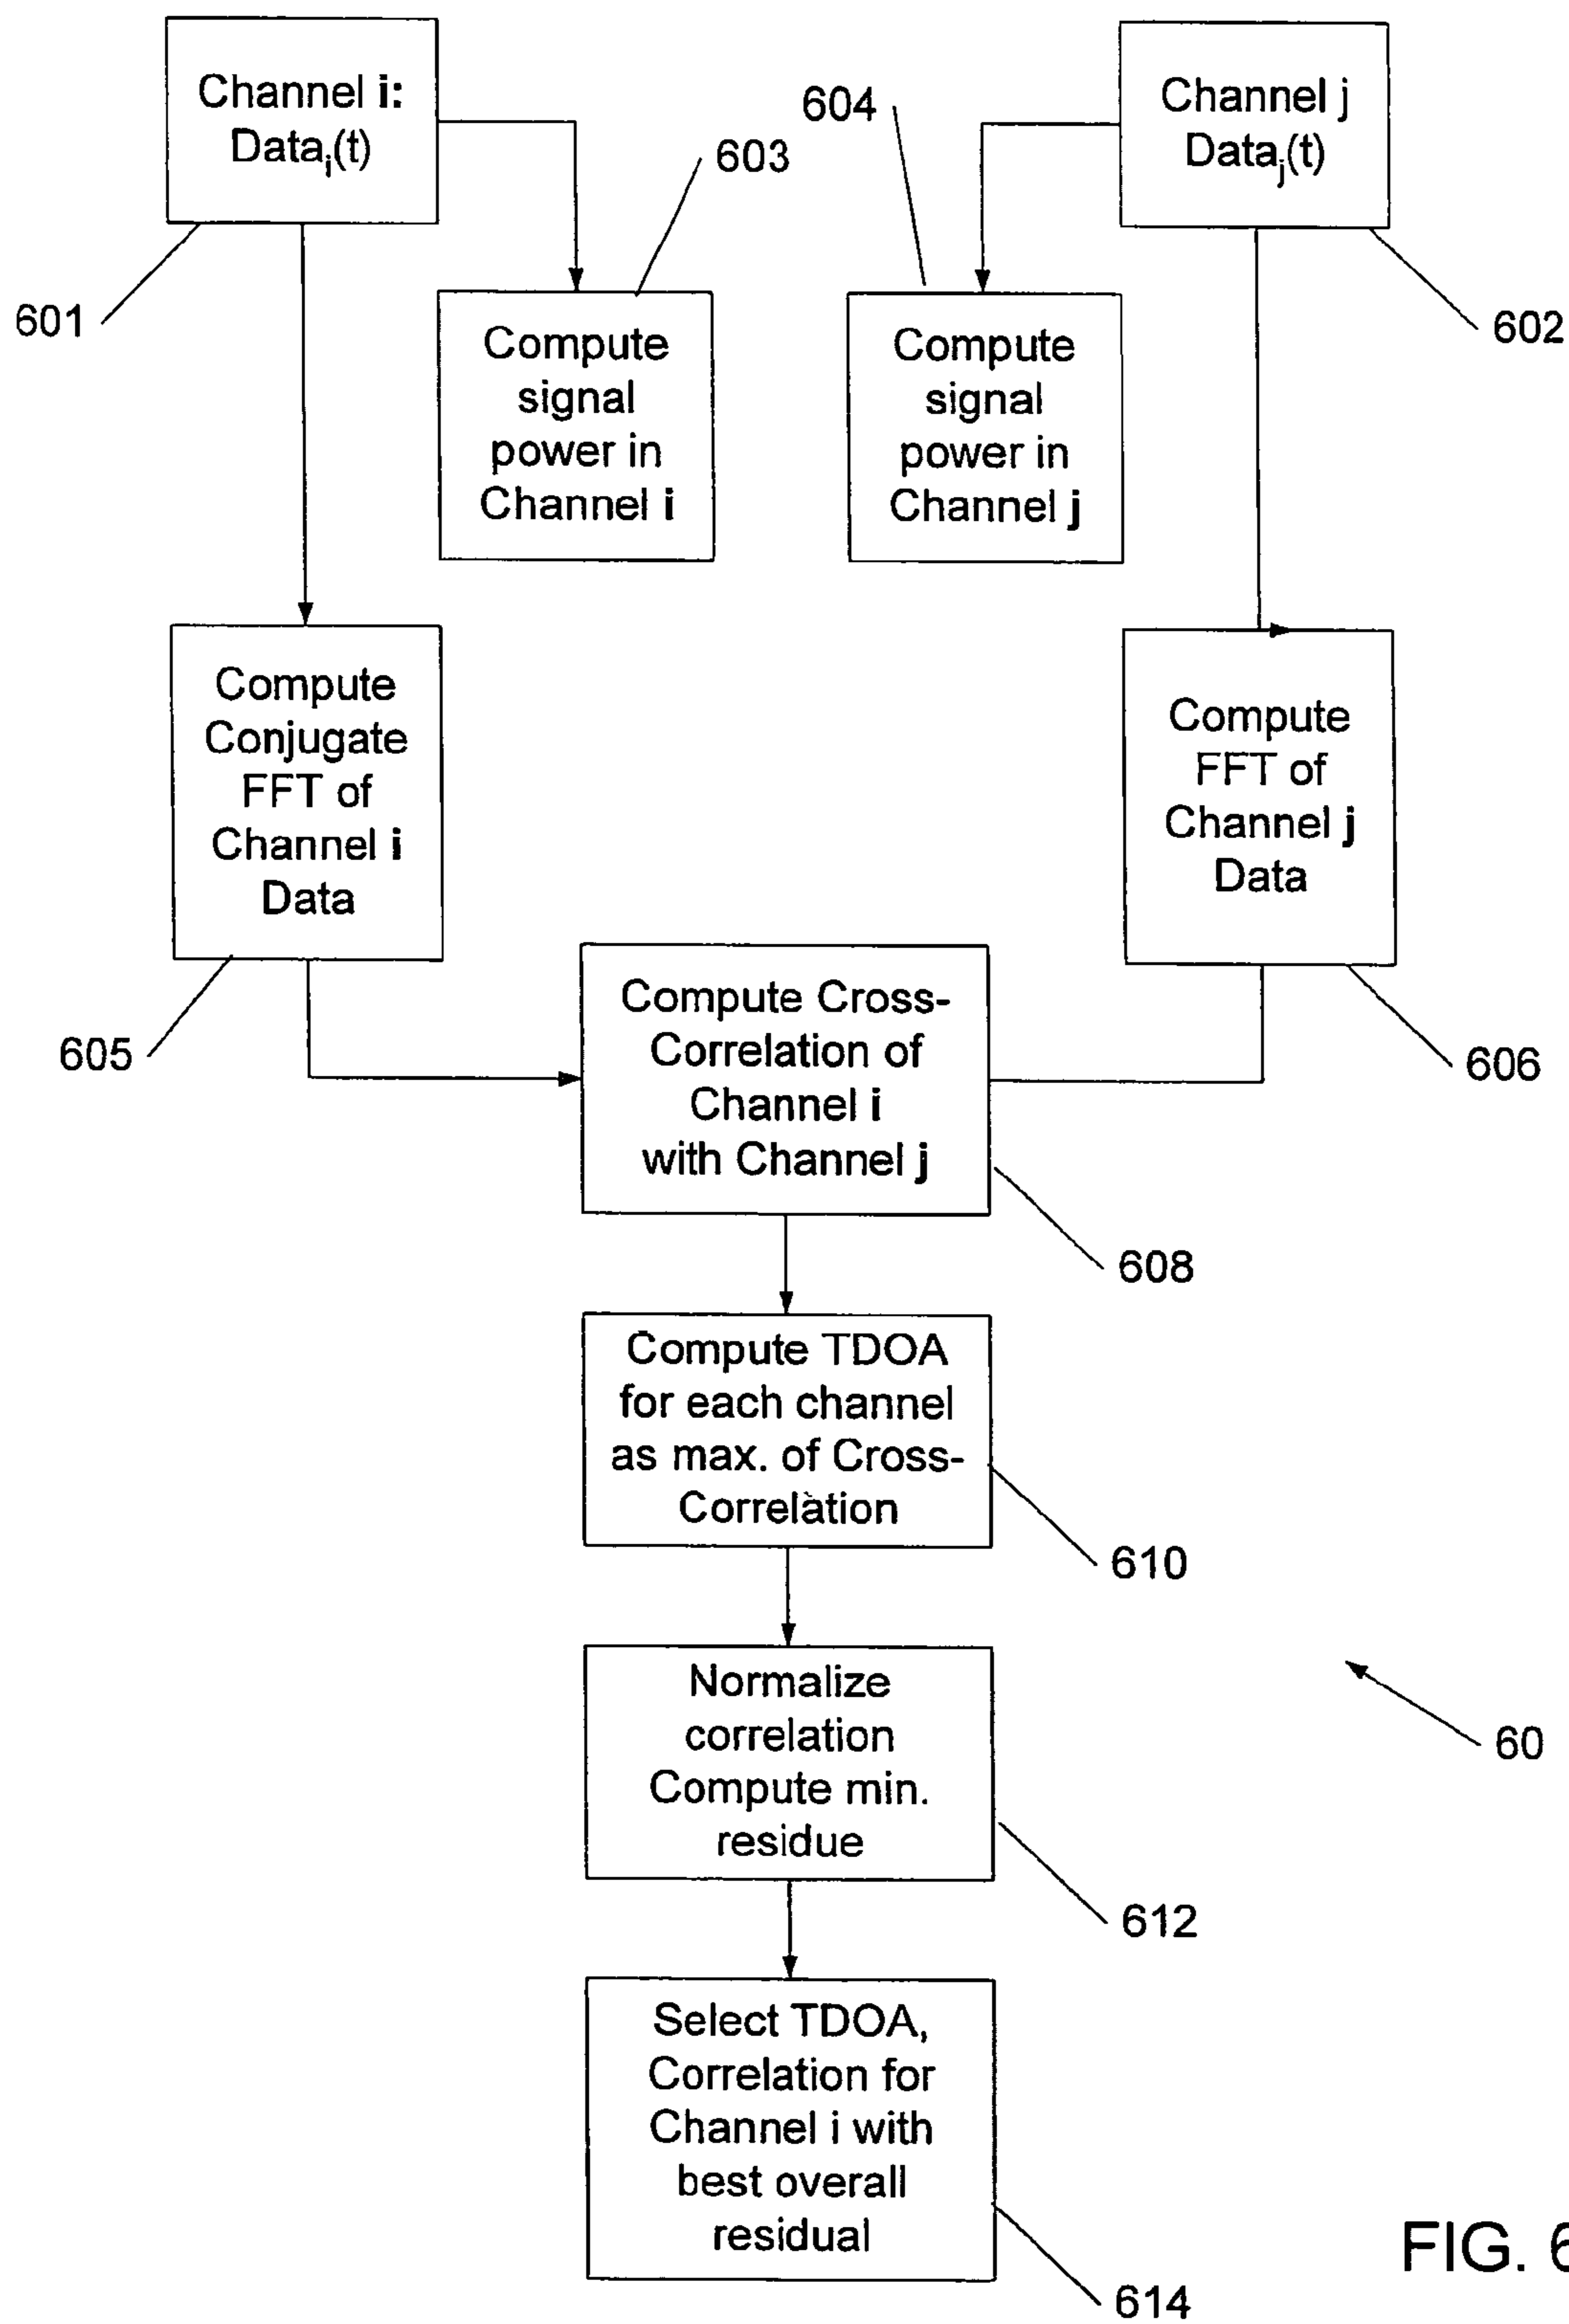 Channel i:
Dataᵢ(t)
Channel j
Dataⱼ(t)
604
603
601
602
Compute
signal
power in
Channel i
Compute
signal
power in
Channel j
Compute
Conjugate
FFT of
Channel i
Data
Compute
FFT of
Channel j
Data
605
606
Compute Cross-
Correlation of
Channel i
with Channel j
608
Compute TDOA
for each channel
as max. of Cross-
Correlation
610
Normalize
correlation
Compute min.
residue
60
612
Select TDOA,
Correlation for
Channel i with
best overall
residual
614
FIG. 6